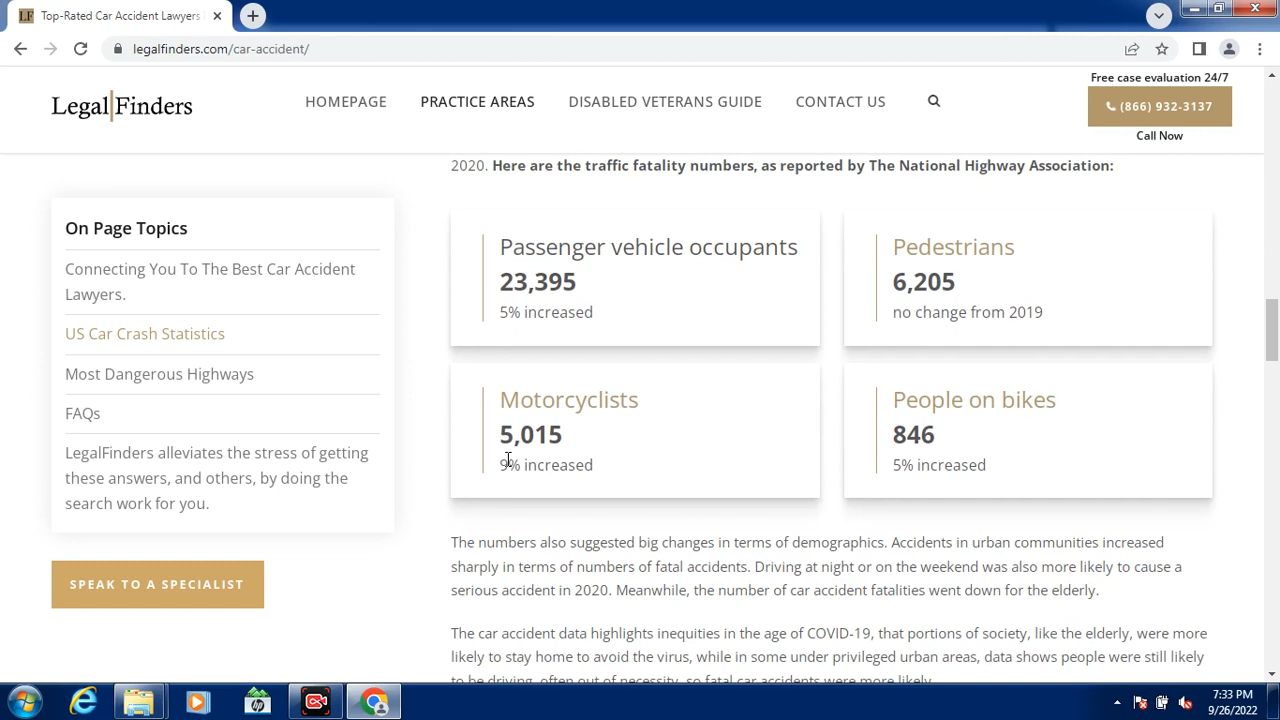 LF Top-Rated Car Accident Lawyers
legalfinders.com/car-accident/
Legal Finders
HOMEPAGE
PRACTICE AREAS
DISABLED VETERANS GUIDE
CONTACT US
Free case evaluation 24/7
(866) 932-3137
Call Now
On Page Topics
Connecting You To The Best Car Accident
Lawyers.
US Car Crash Statistics
Most Dangerous Highways
FAQs
LegalFinders alleviates the stress of getting
these answers, and others, by doing the
search work for you.
SPEAK TO A SPECIALIST
2020. Here are the traffic fatality numbers, as reported by The National Highway Association:
Passenger vehicle occupants
23,395
5% increased
Pedestrians
6,205
no change from 2019
Motorcyclists
5,015
9% increased
People on bikes
846
5% increased
The numbers also suggested big changes in terms of demographics. Accidents in urban communities increased
sharply in terms of numbers of fatal accidents. Driving at night or on the weekend was also more likely to cause a
serious accident in 2020. Meanwhile, the number of car accident fatalities went down for the elderly.
The car accident data highlights inequities in the age of COVID-19, that portions of society, like the elderly, were more
likely to stay home to avoid the virus, while in some under privileged urban areas, data shows people were still likely
to be driving, often out of necessity, so fatal car accidents were more likely.
7:33 PM
9/26/2022